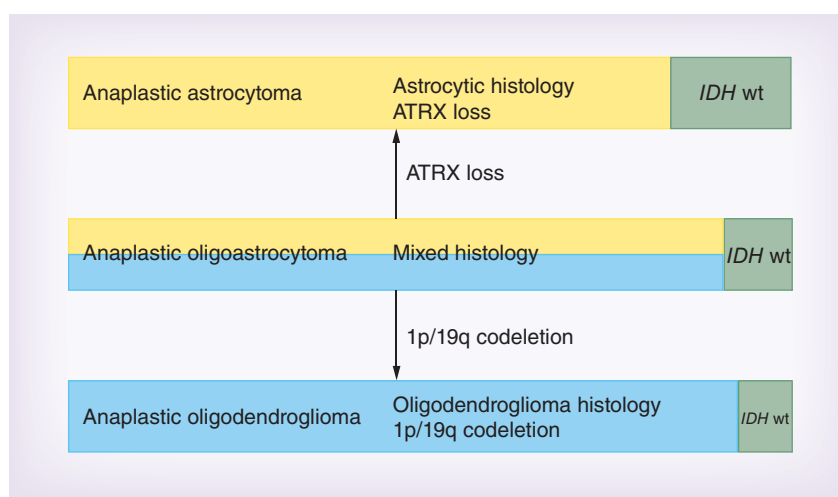 Anaplastic astrocytoma
Astrocytic histology
ATRX loss
IDH wt
ATRX loss
Anaplastic oligoastrocytoma
Mixed histology
IDH wt
1p/19q codeletion
Anaplastic oligodendroglioma
Oligodendroglioma histology
1p/19q codeletion
IDH wt